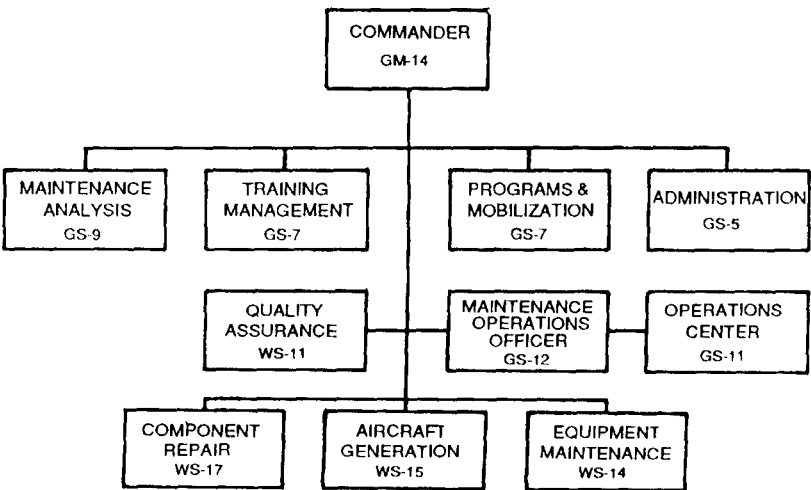 COMMANDER
GM-14
MAINTENANCE
ANALYSIS
GS-9
TRAINING
MANAGEMENT
GS-7
PROGRAMS &
MOBILIZATION
GS-7
ADMINISTRATION
GS-5
QUALITY
ASSURANCE
WS-11
MAINTENANCE
OPERATIONS
OFFICER
GS-12
OPERATIONS
CENTER
GS-11
COMPONENT
REPAIR
WS-17
AIRCRAFT
GENERATION
WS-15
EQUIPMENT
MAINTENANCE
WS-14